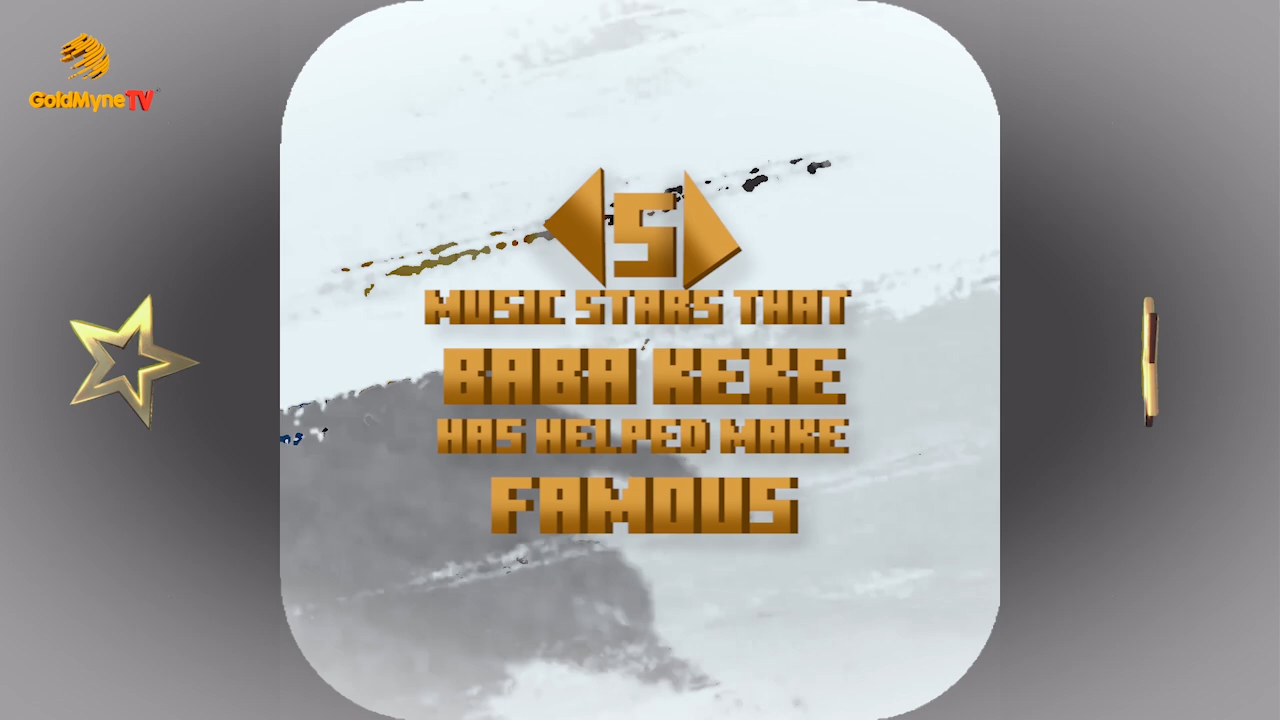 GoldMyneTV
5
MUSIC STARS THAT
BABA KEKE
HAS HELPED MAKE
FAMOUS